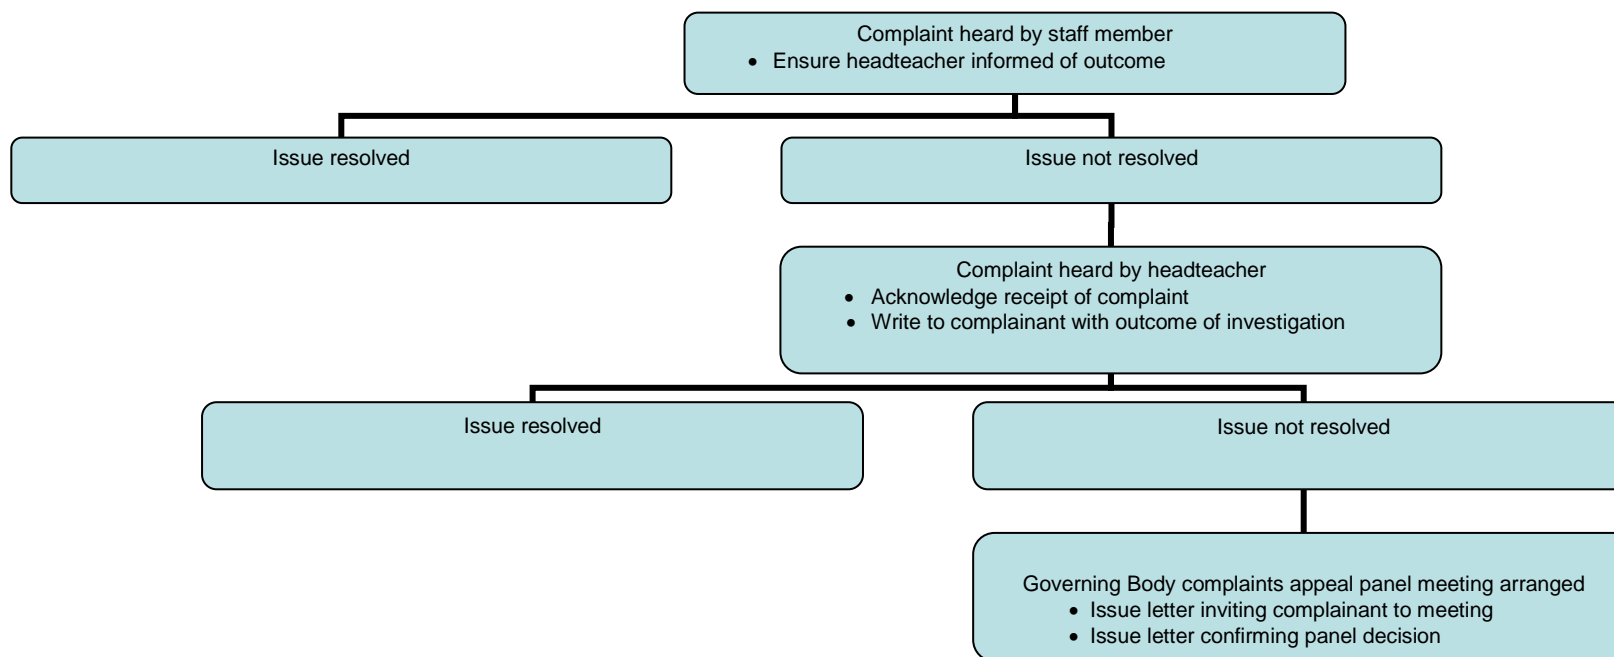 Complaint heard by staff member
• Ensure headteacher informed of outcome
Issue resolved
Issue not resolved
Complaint heard by headteacher
• Acknowledge receipt of complaint
• Write to complainant with outcome of investigation
Issue resolved
Issue not resolved
Governing Body complaints appeal panel meeting arranged
• Issue letter inviting complainant to meeting
• Issue letter confirming panel decision